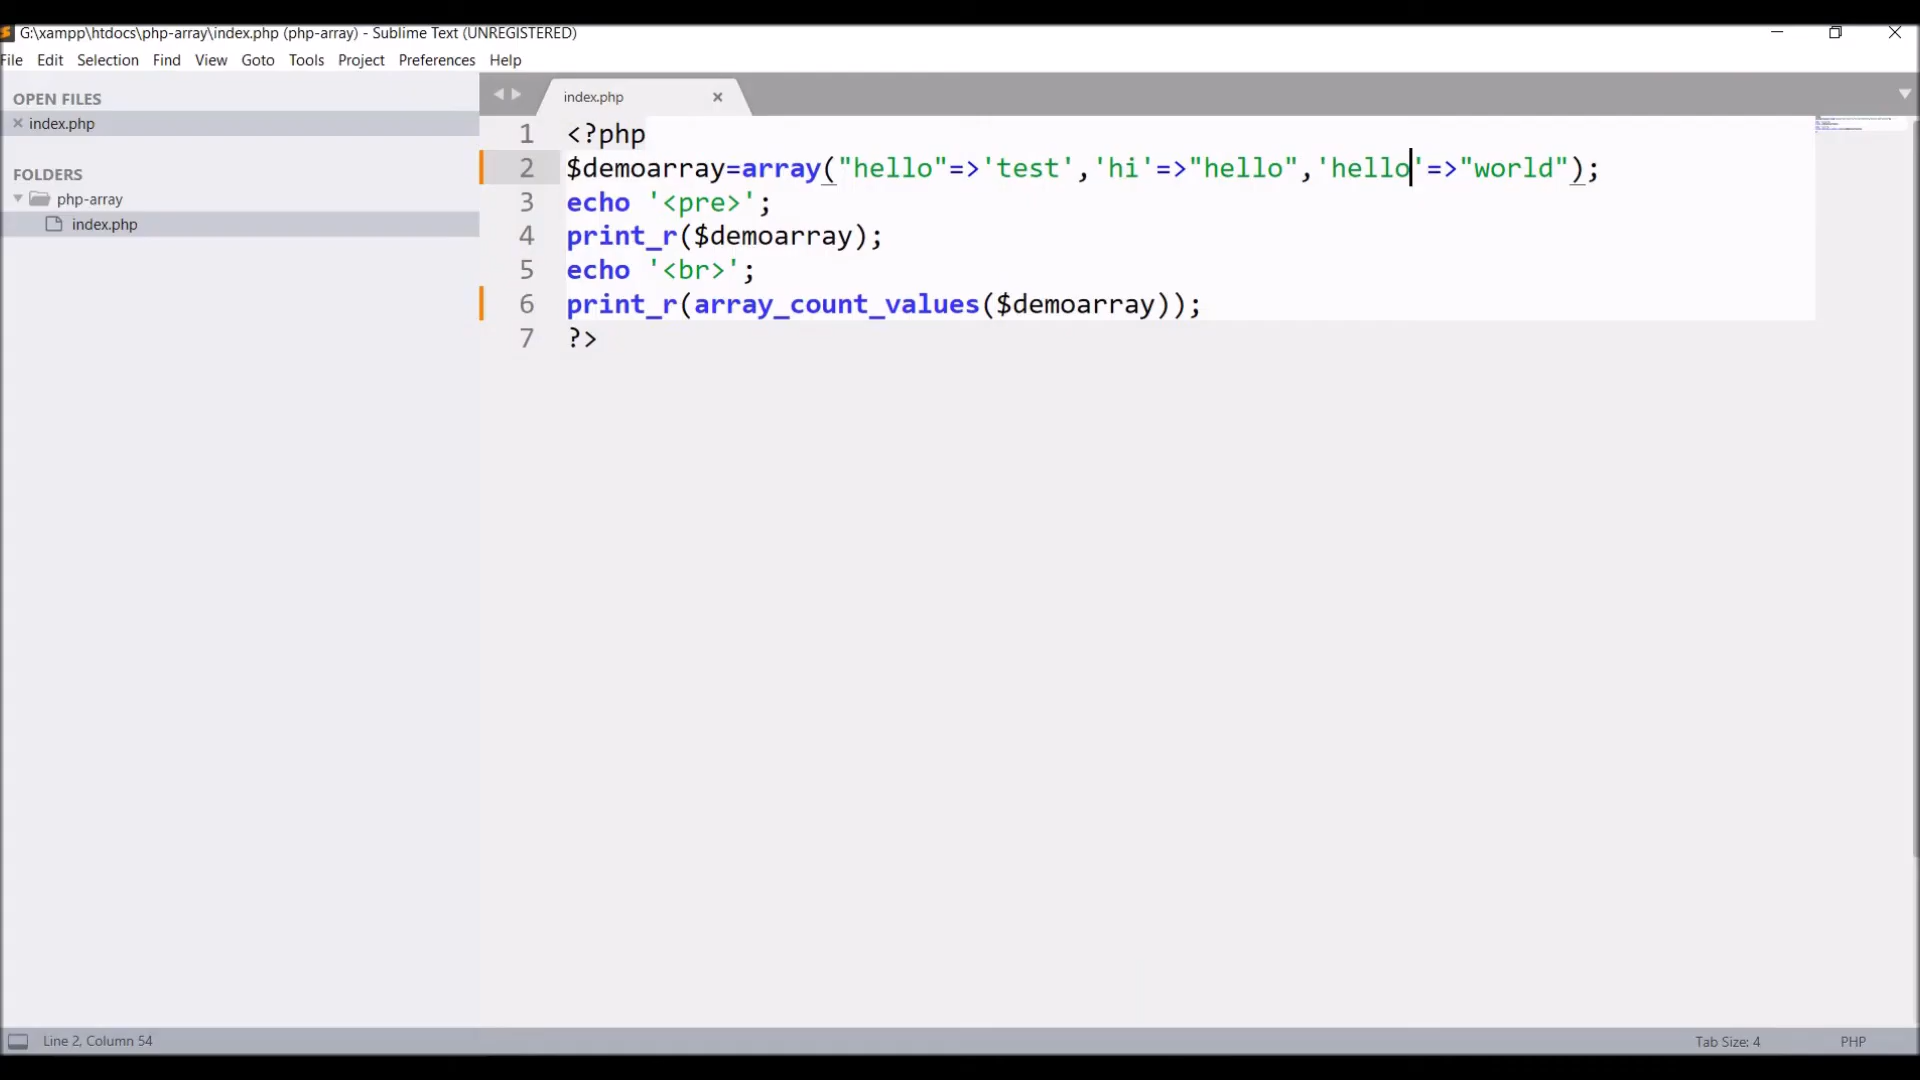 G:\xampp\htdocs\php-array\index.php (php-array) - Sublime Text (UNREGISTERED)
File Edit Selection Find View Goto Tools Project Preferences Help
OPEN FILES
index.php
FOLDERS
php-array
index.php
index.php
1 <?php
2 $demoarray=array("hello"=>'test','hi'=>"hello",'hello'=>"world");
3 echo '<pre>';
4 print_r($demoarray);
5 echo '<br>';
6 print_r(array_count_values($demoarray));
7 ?>
Line 2, Column 54
Tab Size: 4
PHP